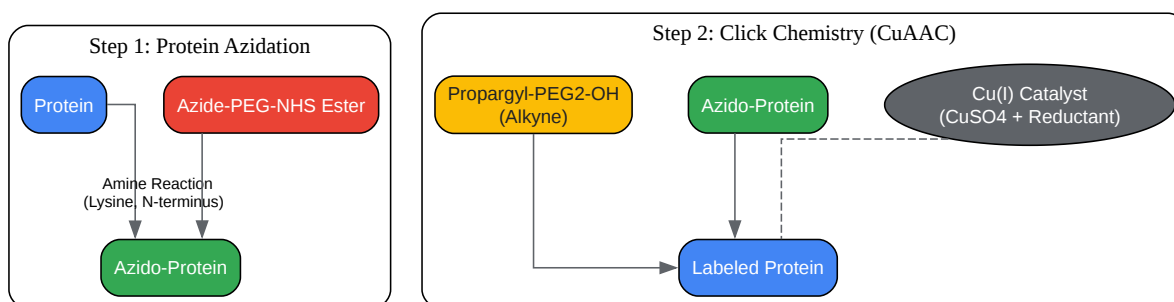 Step 1: Protein Azidation
Protein
Azide-PEG-NHS Ester
Amine Reaction
(Lysine, N-terminus)
Azido-Protein
Step 2: Click Chemistry (CuAAC)
Propargyl-PEG2-OH
(Alkyne)
Azido-Protein
Cu(I) Catalyst
(CuSO4 + Reductant)
Labeled Protein